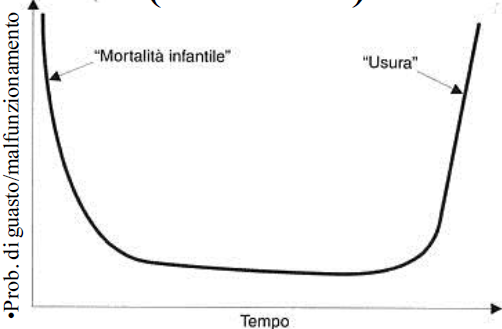 “Mortalità infantile”
“Usura”
•Prob. di guasto/malfunzionamento
Tempo